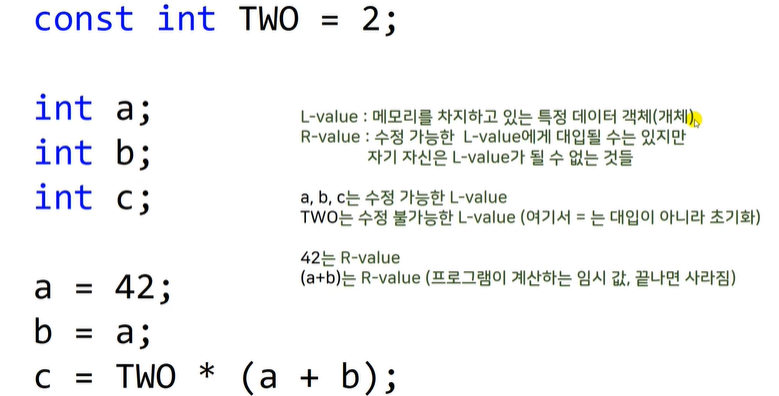 const int TWO = 2;
int a;
int b;
int c;
a = 42;
b = a;
c = TWO * (a + b);
L-value : 메모리를 차지하고 있는 특정 데이터 객체(개체)
R-value : 수정 가능한 L-value에게 대입될 수는 있지만
자기 자신은 L-value가 될 수 없는 것들
a, b, c는 수정 가능한 L-value
TWO는 수정 불가능한 L-value (여기서 = 는 대입이 아니라 초기화)
42는 R-value
(a+b)는 R-value (프로그램이 계산하는 임시 값, 끝나면 사라짐)